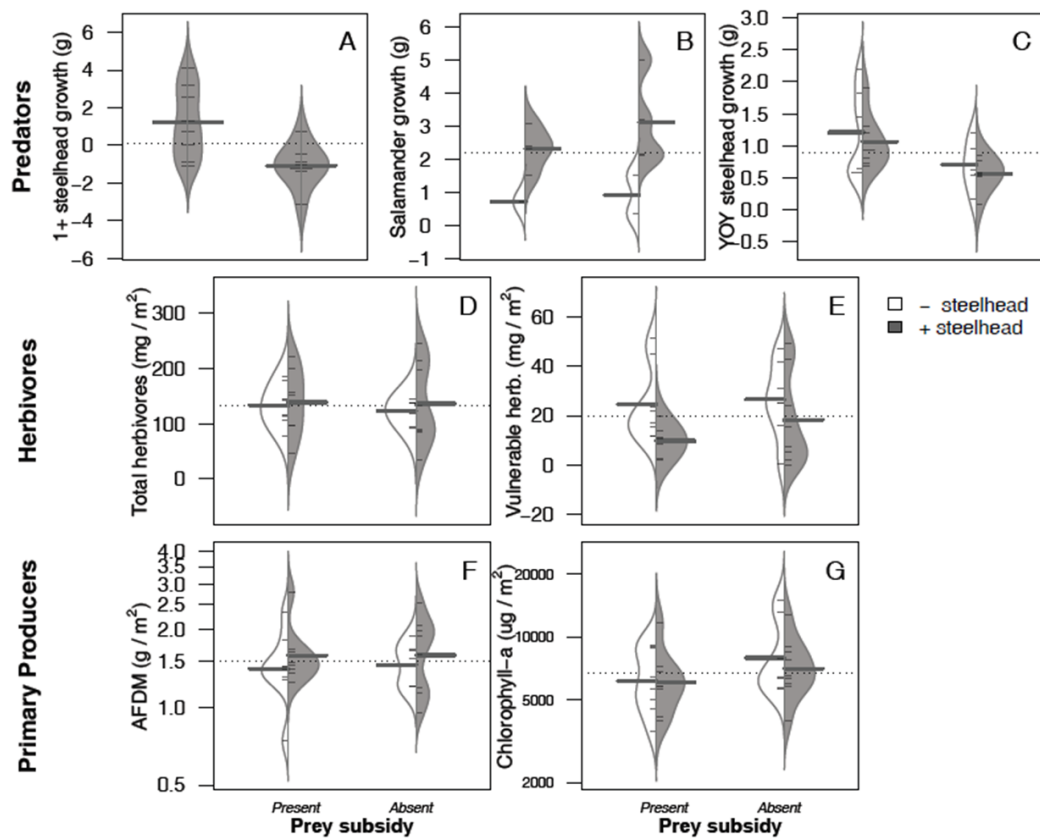 Predators
1+ steelhead growth (g)
6
4
2
0
−2
−4
−6
A
Salamander growth (g)
6
5
4
3
2
1
0
−1
B
YOY steelhead growth (g)
3.0
2.5
2.0
1.5
1.0
0.5
0.0
−0.5
C
Herbivores
Total herbivores (mg / m²)
300
200
100
0
D
Vulnerable herb. (mg / m²)
60
40
20
0
−20
E
− steelhead
+ steelhead
Primary Producers
AFDM (g / m²)
4.0
3.5
3.0
2.5
2.0
1.5
1.0
0.5
F
Chlorophyll−a (ug / m²)
20000
10000
5000
2000
G
Present Absent
Prey subsidy
Present Absent
Prey subsidy